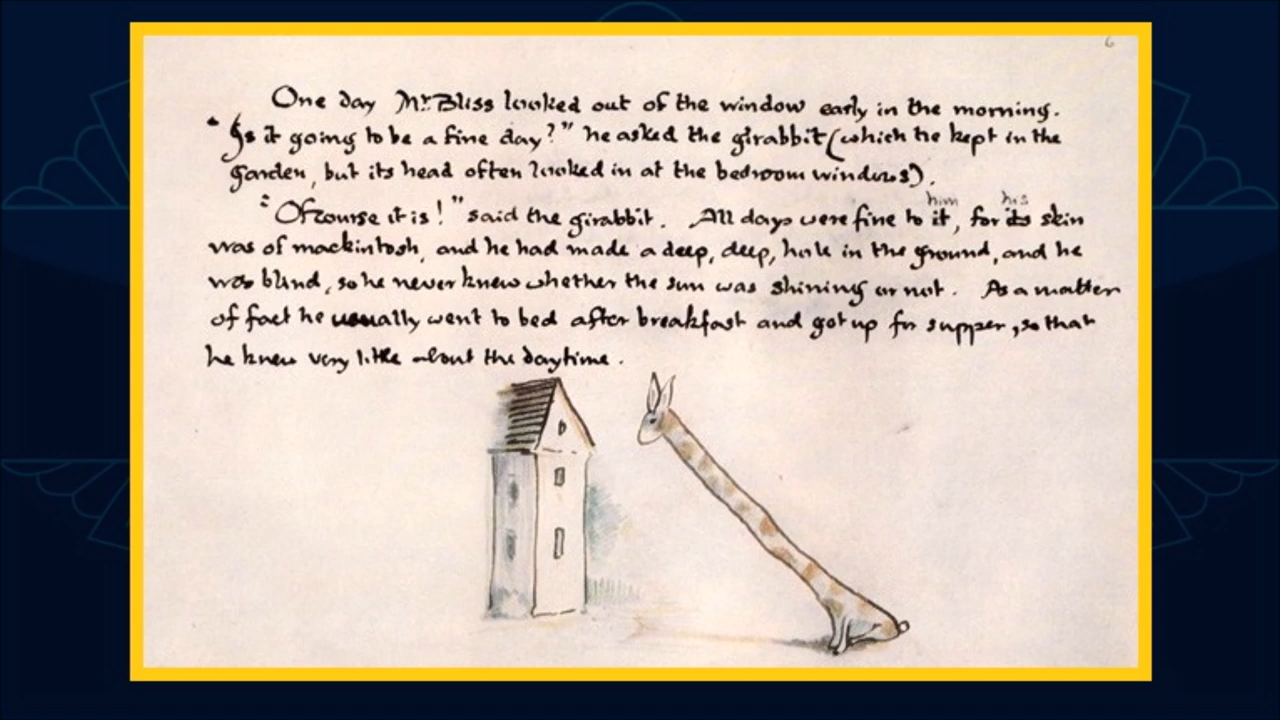 6
One day Mr. Bliss looked out of the window early in the morning.
"Is it going to be a fine day?" he asked the girabbit (which he kept in the
garden, but its head often looked in at the bedroom windows).
him his
"Of course it is!" said the girabbit. All days were fine to it, for its skin
was of mackintosh, and he had made a deep, deep, hole in the ground, and he
was blind, so he never knew whether the sun was shining or not. As a matter
of fact he usually went to bed after breakfast and got up for supper, so that
he knew very little about the daytime.